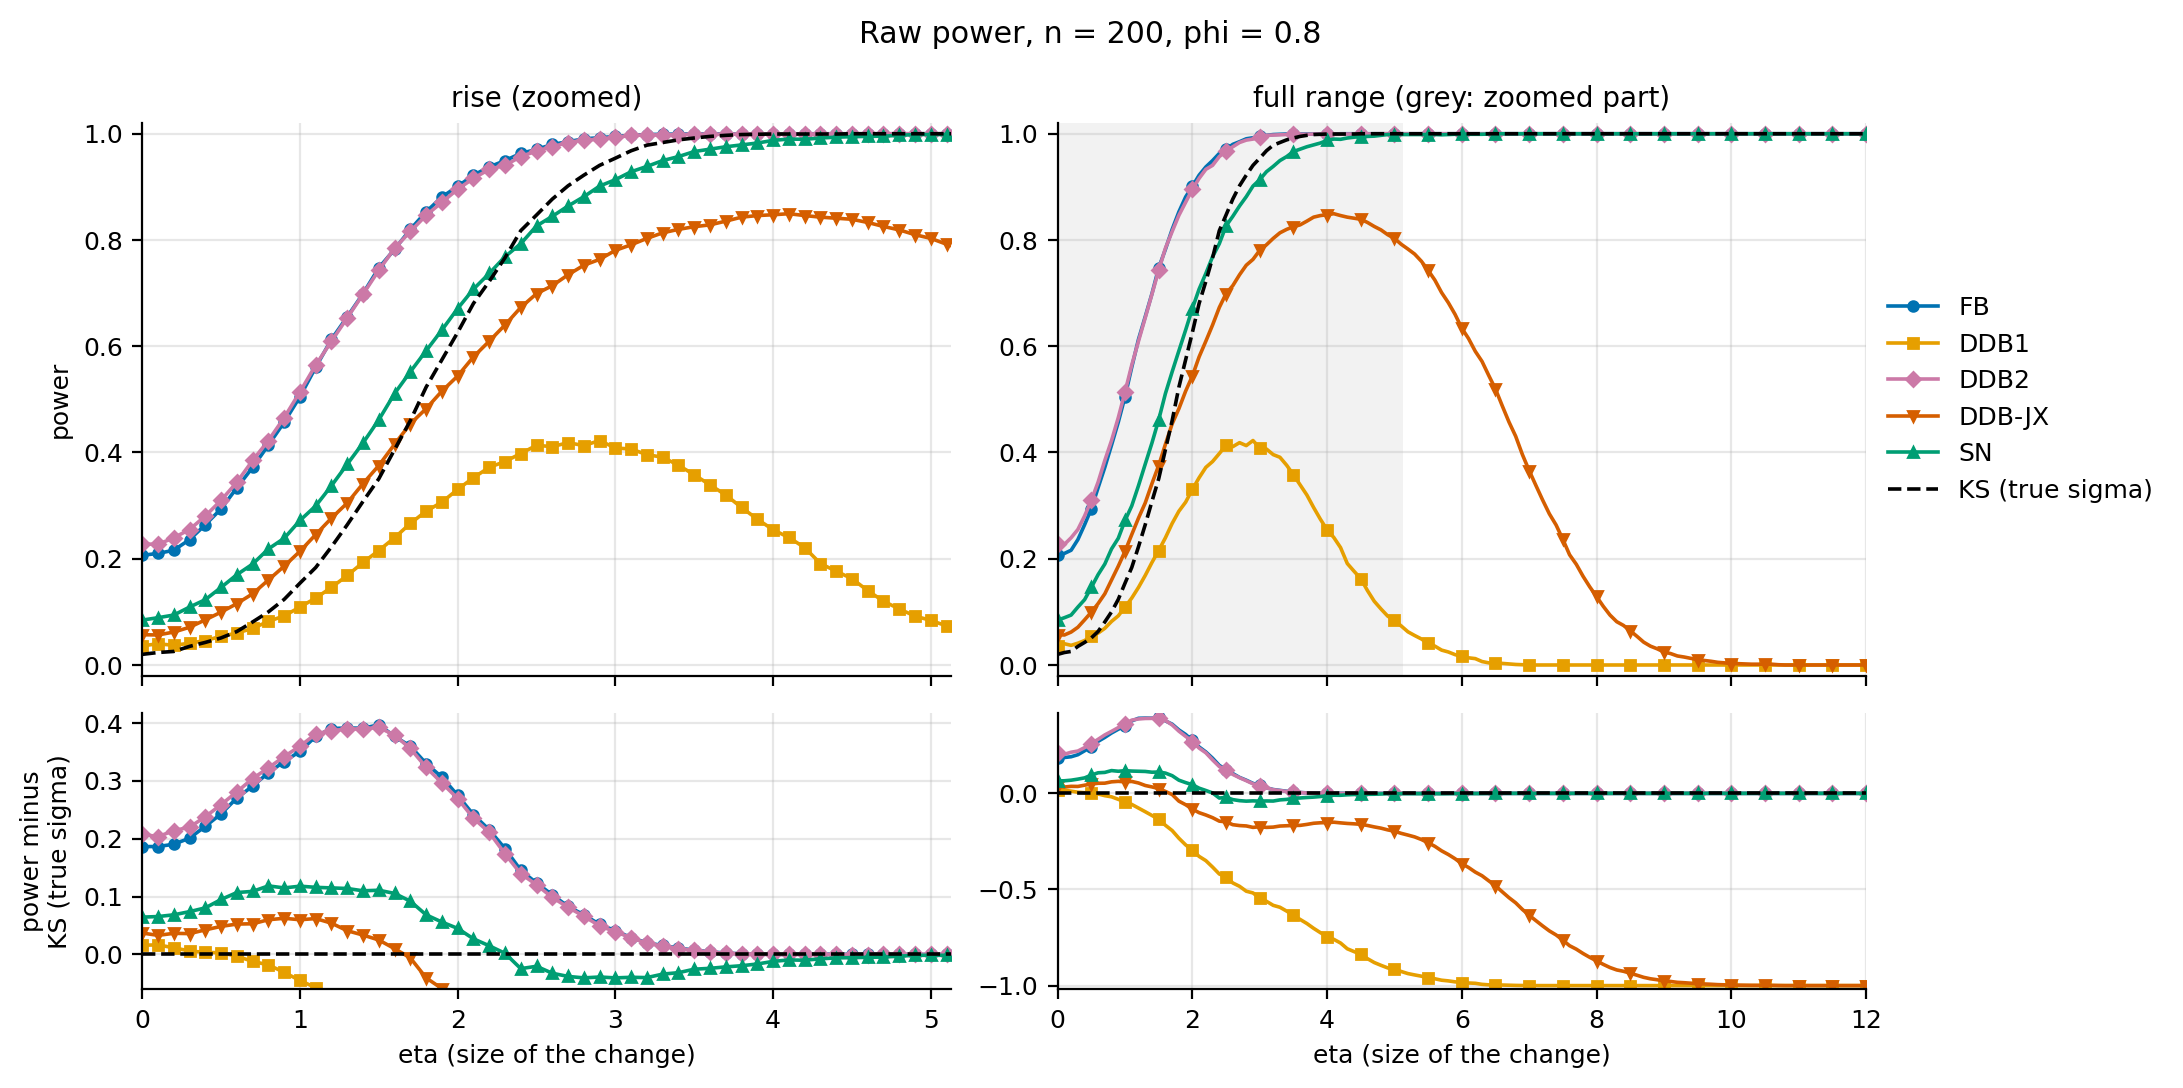 Raw power, n = 200, phi = 0.8
rise (zoomed)
full range (grey: zoomed part)
power
1.0
0.8
0.6
0.4
0.2
0.0
1.0
0.8
0.6
0.4
0.2
0.0
FB
DDB1
DDB2
DDB-JX
SN
KS (true sigma)
power minus
KS (true sigma)
0.4
0.3
0.2
0.1
0.0
0 1 2 3 4 5
eta (size of the change)
0.0
−0.5
−1.0
0 2 4 6 8 10 12
eta (size of the change)